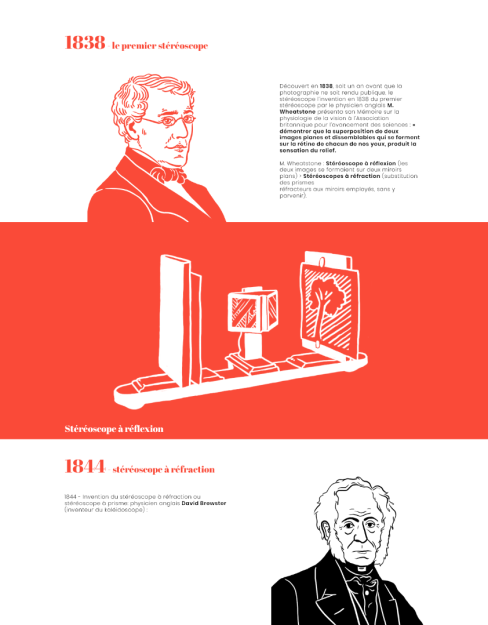 1838 le premier stéréoscope
Découvert en 1838, soit un an avant que la
photographie ne soit rendu publique, le
stéréoscope l'invention en 1838 du premier
stéréoscope par le physicien anglais M.
Wheatstone présenta son Mémoire sur la
physiologie de la vision à l'Association
britannique pour l'avancement des sciences : «
démontrer que la superposition de deux
images planes et dissemblables qui se forment
sur la rétine de chacun de nos yeux, produit la
sensation du relief.
M. Wheatstone : Stéréoscope à réflexion (les
deux images se formaient sur deux miroirs
plans) - Stéréoscopes à réfraction (substitution
des prismes
réfracteurs aux miroirs employés, sans y
parvenir).
Stéréoscope à réflexion
1844 stéréoscope à réfraction
1844 - Invention du stéréoscope à réfraction ou
stéréoscope à prisme: physicien anglais David Brewster
(inventeur du kaléidoscope) :